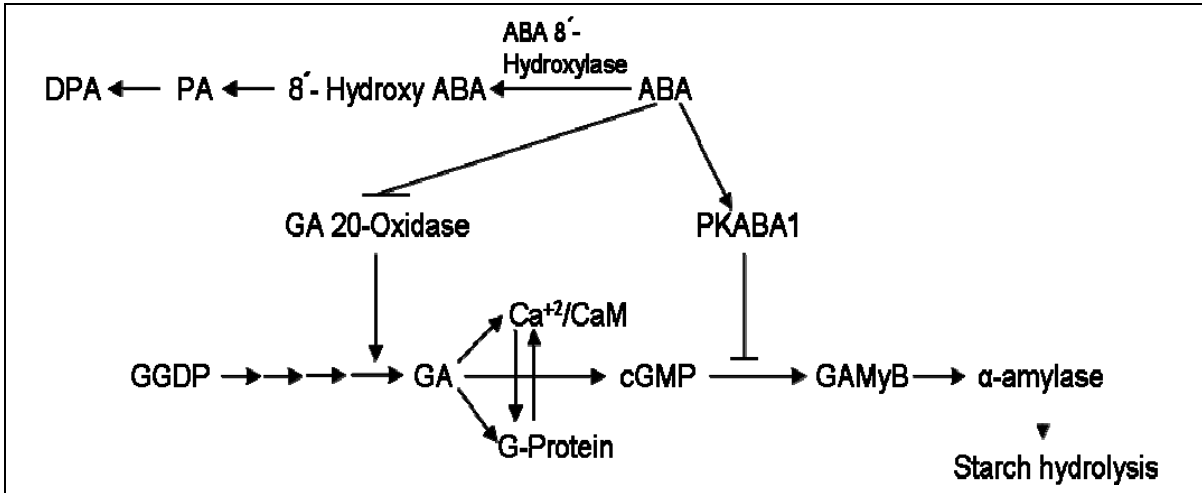 ABA 8´-
Hydroxylase
DPA PA 8´- Hydroxy ABA ABA
GA 20-Oxidase PKABA1
Ca⁺²/CaM
GGDP GA cGMP GAMyB α-amylase
G-Protein
Starch hydrolysis